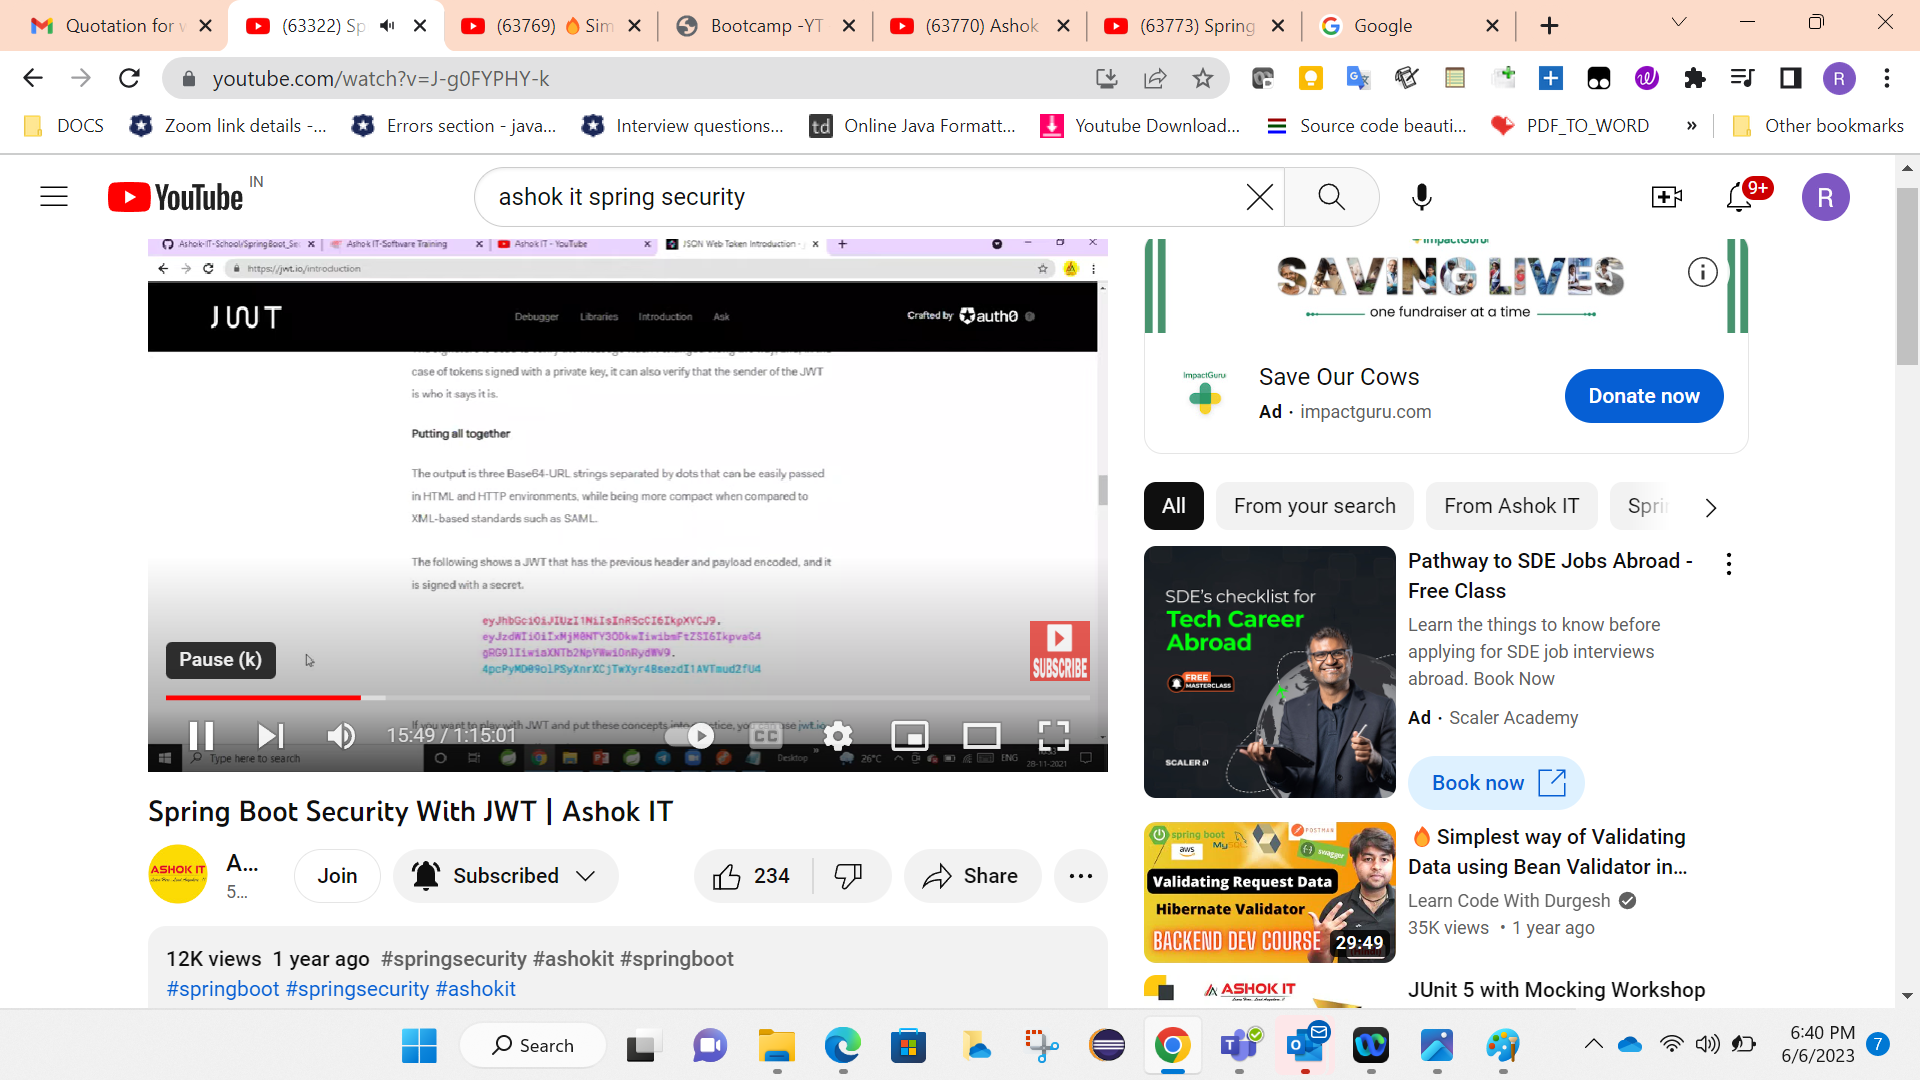 Quotation for
(63322) Sp
(63769) 🔥 Sim
Bootcamp -YT
(63770) Ashok
(63773) Spring
Google
youtube.com/watch?v=J-g0FYPHY-k
R
DOCS
Zoom link details -...
Errors section - java...
Interview questions...
td Online Java Formatt...
Youtube Download...
Source code beauti...
PDF_TO_WORD
»
Other bookmarks
YouTube IN
ashok it spring security
9+
R
Ashok-IT-School/SpringBoot_Se
Ashok IT-Software Training
Ashok IT - YouTube
JSON Web Token Introduction -
https://jwt.io/introduction
JWT
Debugger Libraries Introduction Ask
Crafted by auth0
case of tokens signed with a private key, it can also verify that the sender of the JWT
is who it says it is.
Putting all together
The output is three Base64-URL strings separated by dots that can be easily passed
in HTML and HTTP environments, while being more compact when compared to
XML-based standards such as SAML.
The following shows a JWT that has the previous header and payload encoded, and it
is signed with a secret.
eyJhbGciOiJIUzI1NiIsInR5cCI6IkpXVCJ9.
eyJzdWIiOiIxMjM0NTY3ODkwIiwibmFtZSI6IkpvaG4
gRG9lIiwiaXNTb2NpYWwiOnRydWV9.
4pcPyMD09olPSyXnrXCjTwXyr4BsezdI1AVTmud2fU4
SUBSCRIBE
Pause (k)
If you want to play with JWT and put these concepts into practice, you can use jwt.io
15:49 / 1:15:01
CC
Type here to search
Desktop
26°C
ENG
28-11-2021
Spring Boot Security With JWT | Ashok IT
ASHOK IT
A...
5...
Join
Subscribed
234
Share
12K views 1 year ago #springsecurity #ashokit #springboot
#springboot #springsecurity #ashokit
ImpactGuru
SAVING LIVES
one fundraiser at a time
ImpactGuru
Save Our Cows
Ad · impactguru.com
Donate now
All
From your search
From Ashok IT
Spri
SDE's checklist for
Tech Career
Abroad
FREE
MASTERCLASS
SCALER
Pathway to SDE Jobs Abroad -
Free Class
Learn the things to know before
applying for SDE job interviews
abroad. Book Now
Ad · Scaler Academy
Book now
spring boot
MySQL
POSTMAN
aws
swagger
Validating Request Data
Hibernate Validator
BACKEND DEV COURSE
29:49
🔥 Simplest way of Validating
Data using Bean Validator in...
Learn Code With Durgesh
35K views • 1 year ago
ASHOK IT
JUnit 5 with Mocking Workshop
Search
6:40 PM
6/6/2023
7